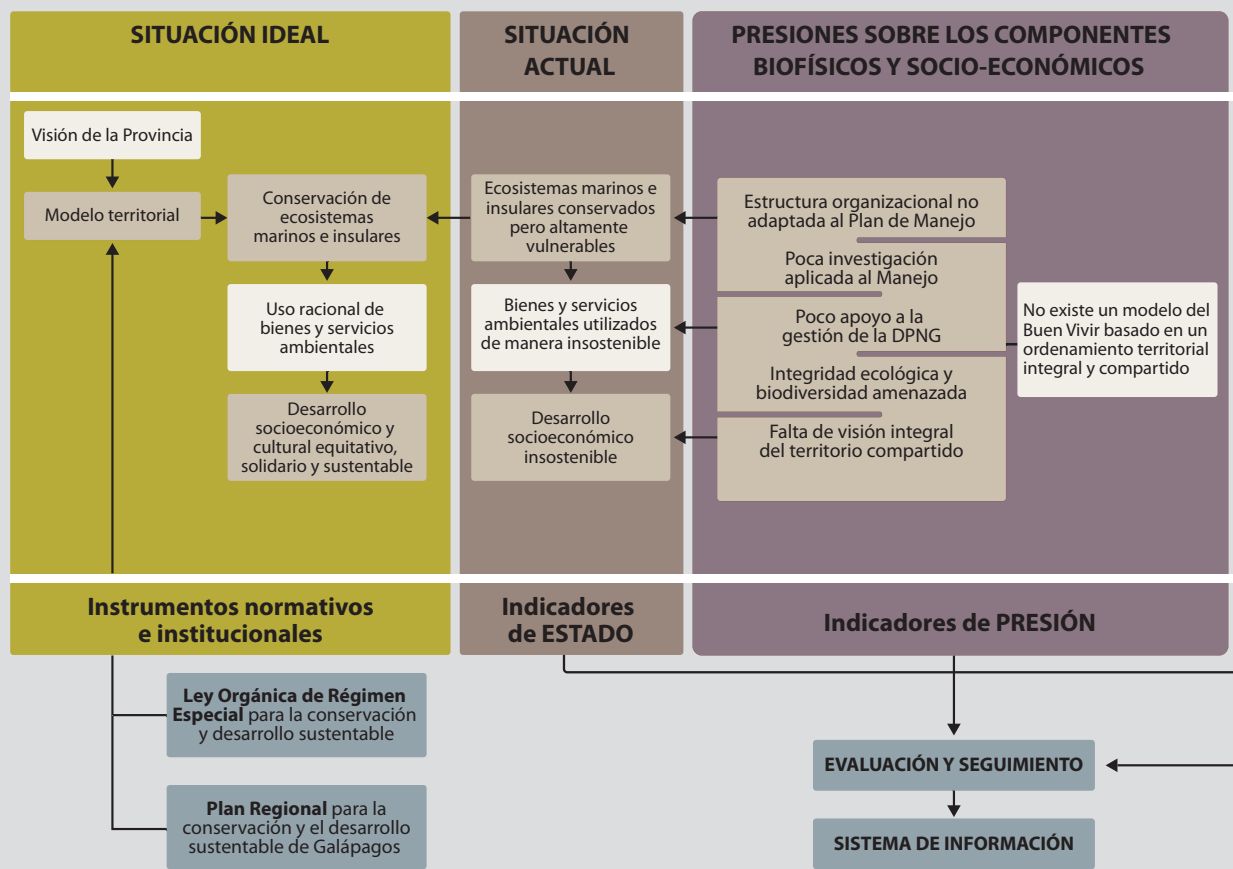 SITUACIÓN IDEAL
SITUACIÓN
ACTUAL
PRESIONES SOBRE LOS COMPONENTES
BIOFÍSICOS Y SOCIO-ECONÓMICOS
Visión de la Provincia
Modelo territorial
Conservación de
ecosistemas
marinos e insulares
Uso racional de
bienes y servicios
ambientales
Desarrollo
socioeconómico y
cultural equitativo,
solidario y sustentable
Ecosistemas marinos e
insulares conservados
pero altamente
vulnerables
Bienes y servicios
ambientales utilizados
de manera insostenible
Desarrollo
socioeconómico
insostenible
Estructura organizacional no
adaptada al Plan de Manejo
Poca investigación
aplicada al Manejo
Poco apoyo a la
gestión de la DPNG
Integridad ecológica y
biodiversidad amenazada
Falta de visión integral
del territorio compartido
No existe un modelo del
Buen Vivir basado en un
ordenamiento territorial
integral y compartido
Instrumentos normativos
e institucionales
Indicadores
de ESTADO
Indicadores de PRESIÓN
Ley Orgánica de Régimen
Especial para la conservación
y desarrollo sustentable
Plan Regional para la
conservación y el desarrollo
sustentable de Galápagos
EVALUACIÓN Y SEGUIMIENTO
SISTEMA DE INFORMACIÓN